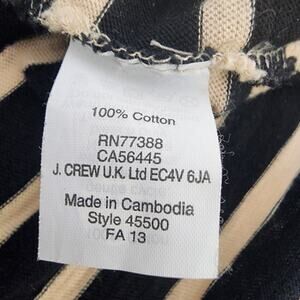 100% Cotton
RN77388
CA56445
J. CREW U.K. Ltd EC4V 6JA
Made in Cambodia
Style 45500
FA 13